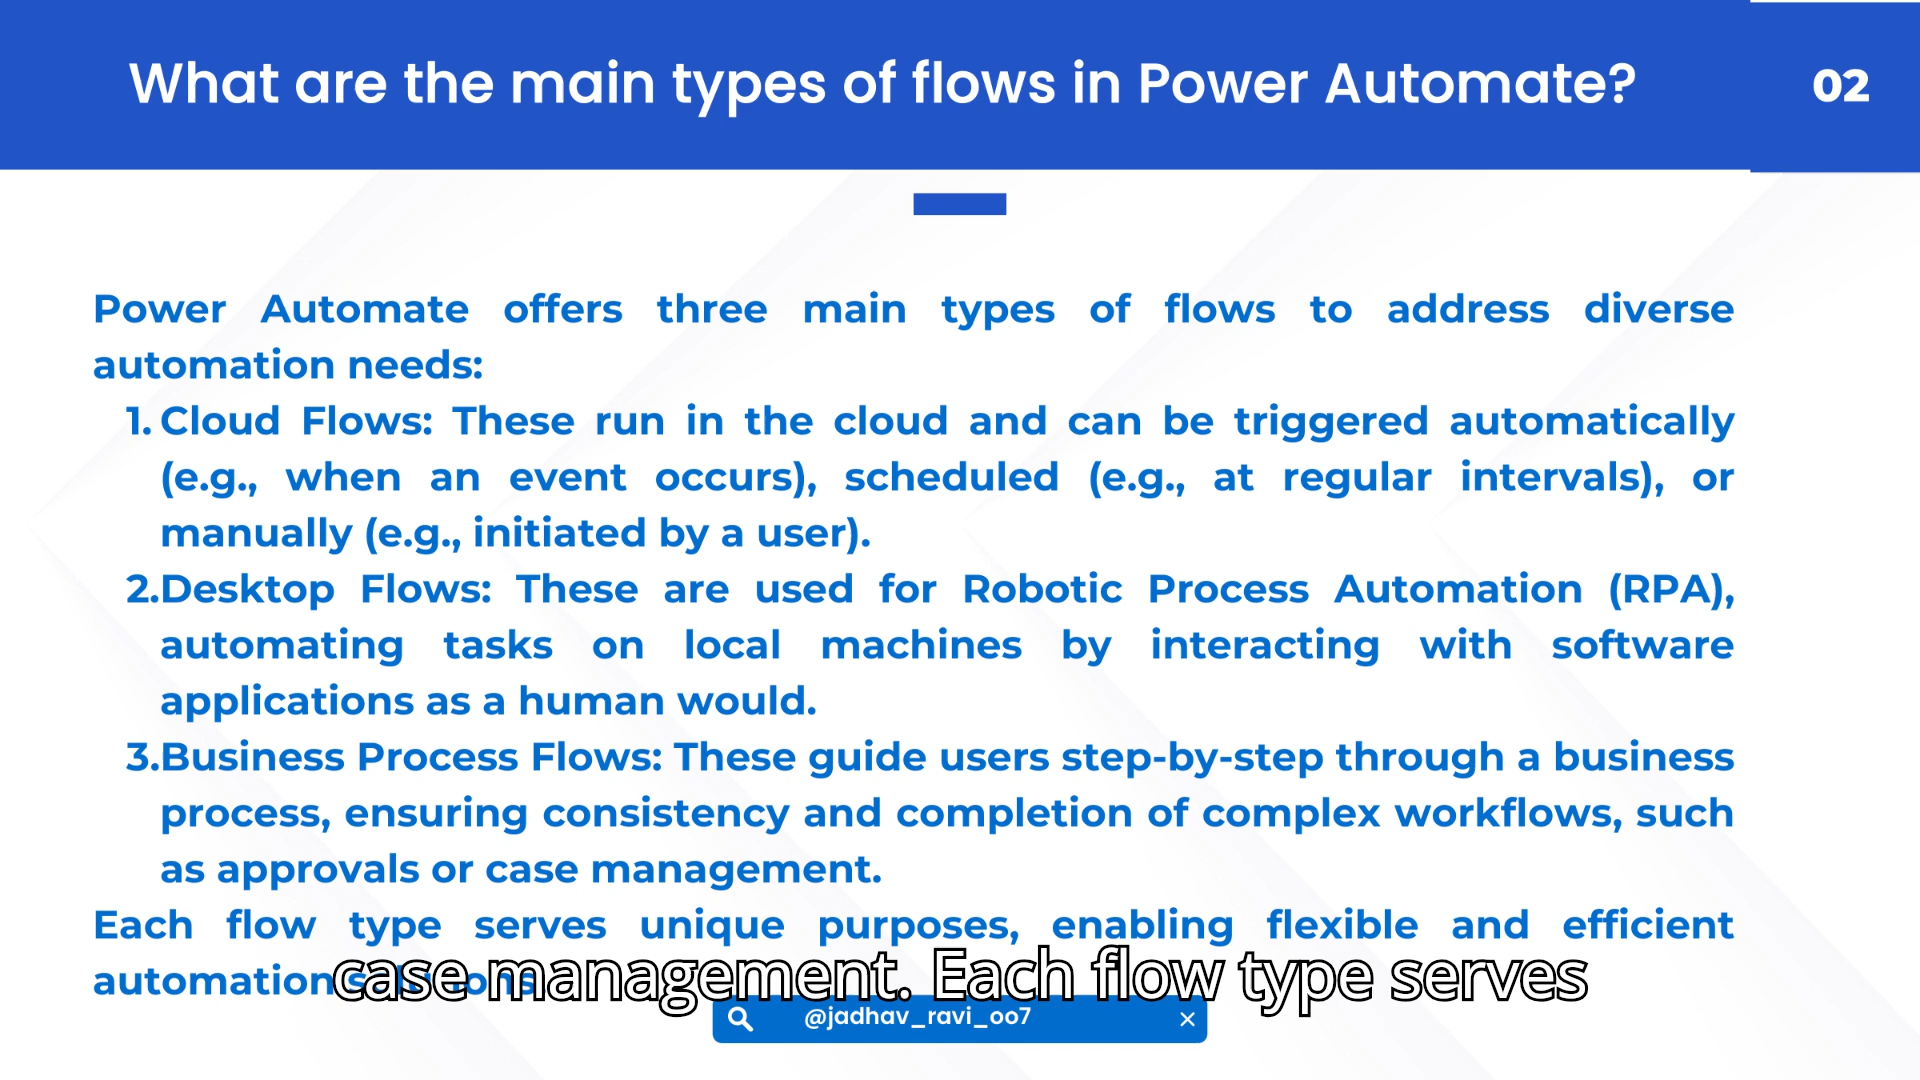 What are the main types of flows in Power Automate?
02
Power Automate offers three main types of flows to address diverse
automation needs:
1. Cloud Flows: These run in the cloud and can be triggered automatically
(e.g., when an event occurs), scheduled (e.g., at regular intervals), or
manually (e.g., initiated by a user).
2.Desktop Flows: These are used for Robotic Process Automation (RPA),
automating tasks on local machines by interacting with software
applications as a human would.
3.Business Process Flows: These guide users step-by-step through a business
process, ensuring consistency and completion of complex workflows, such
as approvals or case management.
Each flow type serves unique purposes, enabling flexible and efficient
automation
case management. Each flow type serves
@jadhav_ravi_oo7